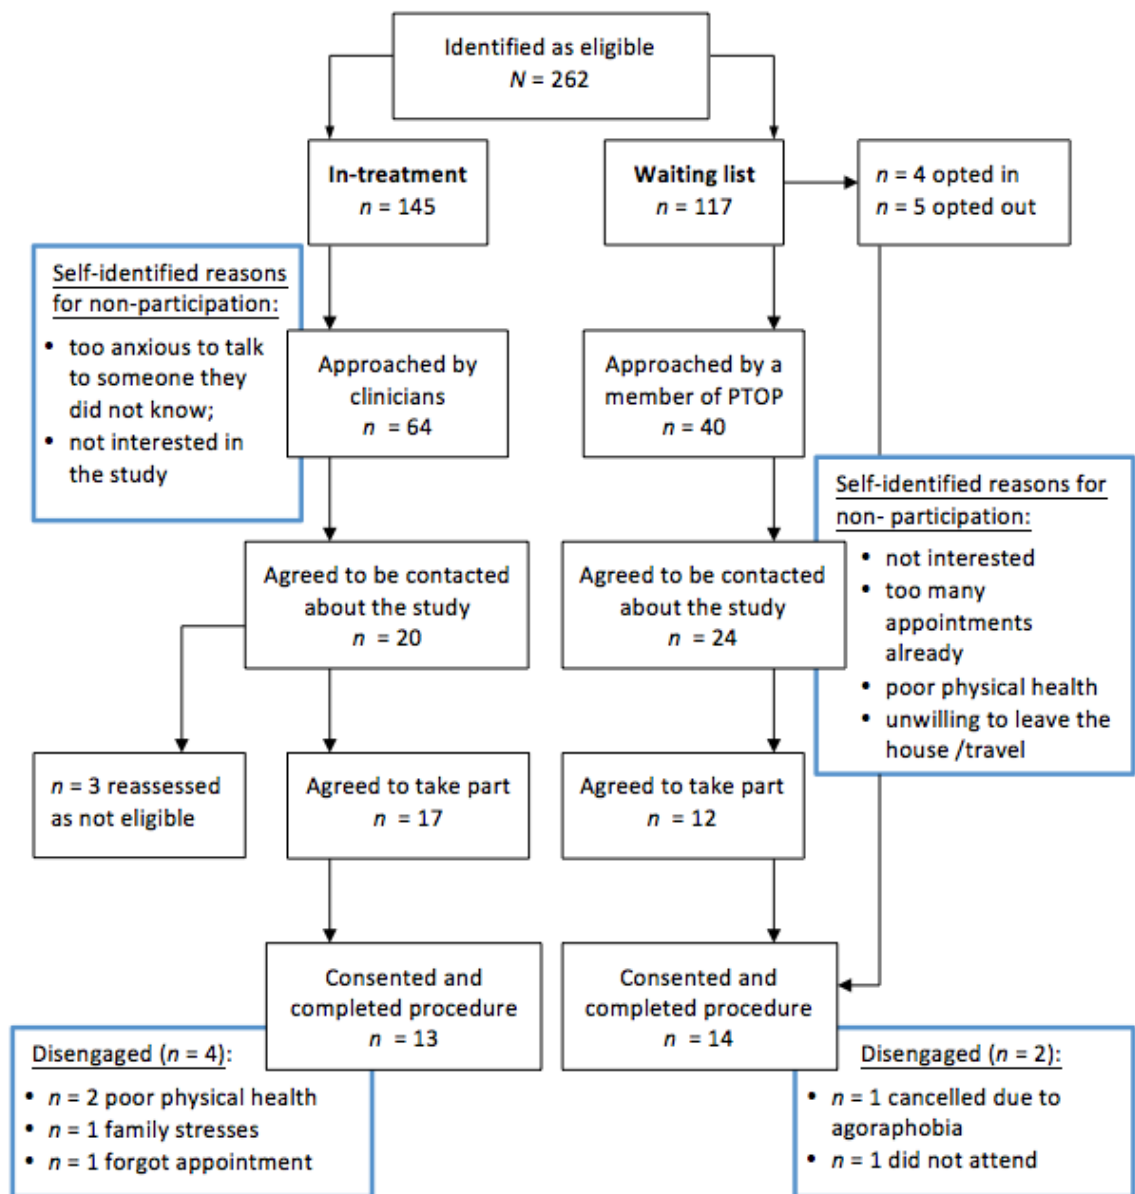 Identified as eligible
N = 262
In-treatment
n = 145
Waiting list
n = 117
n = 4 opted in
n = 5 opted out
Self-identified reasons
for non-participation:
• too anxious to talk
to someone they
did not know;
• not interested in
the study
Approached by
clinicians
n = 64
Approached by a
member of PTOP
n = 40
Self-identified reasons for
non- participation:
• not interested
• too many
appointments
already
• poor physical health
• unwilling to leave the
house /travel
Agreed to be contacted
about the study
n = 20
Agreed to be contacted
about the study
n = 24
n = 3 reassessed
as not eligible
Agreed to take part
n = 17
Agreed to take part
n = 12
Consented and
completed procedure
n = 13
Consented and
completed procedure
n = 14
Disengaged (n = 4):
• n = 2 poor physical health
• n = 1 family stresses
• n = 1 forgot appointment
Disengaged (n = 2):
• n = 1 cancelled due to
agoraphobia
• n = 1 did not attend